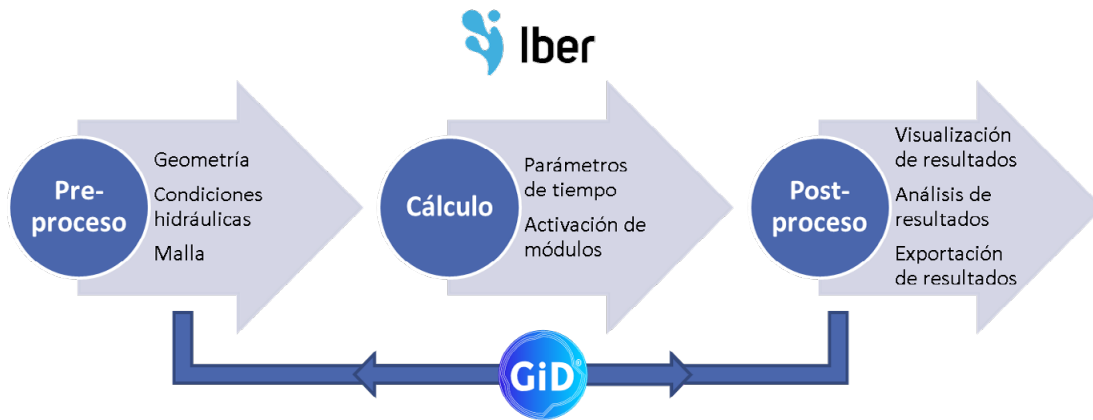 Iber
Pre-
proceso
Geometría
Condiciones
hidráulicas
Malla
Cálculo
Parámetros
de tiempo
Activación de
módulos
Post-
proceso
Visualización
de resultados
Análisis de
resultados
Exportación
de resultados
GiD®